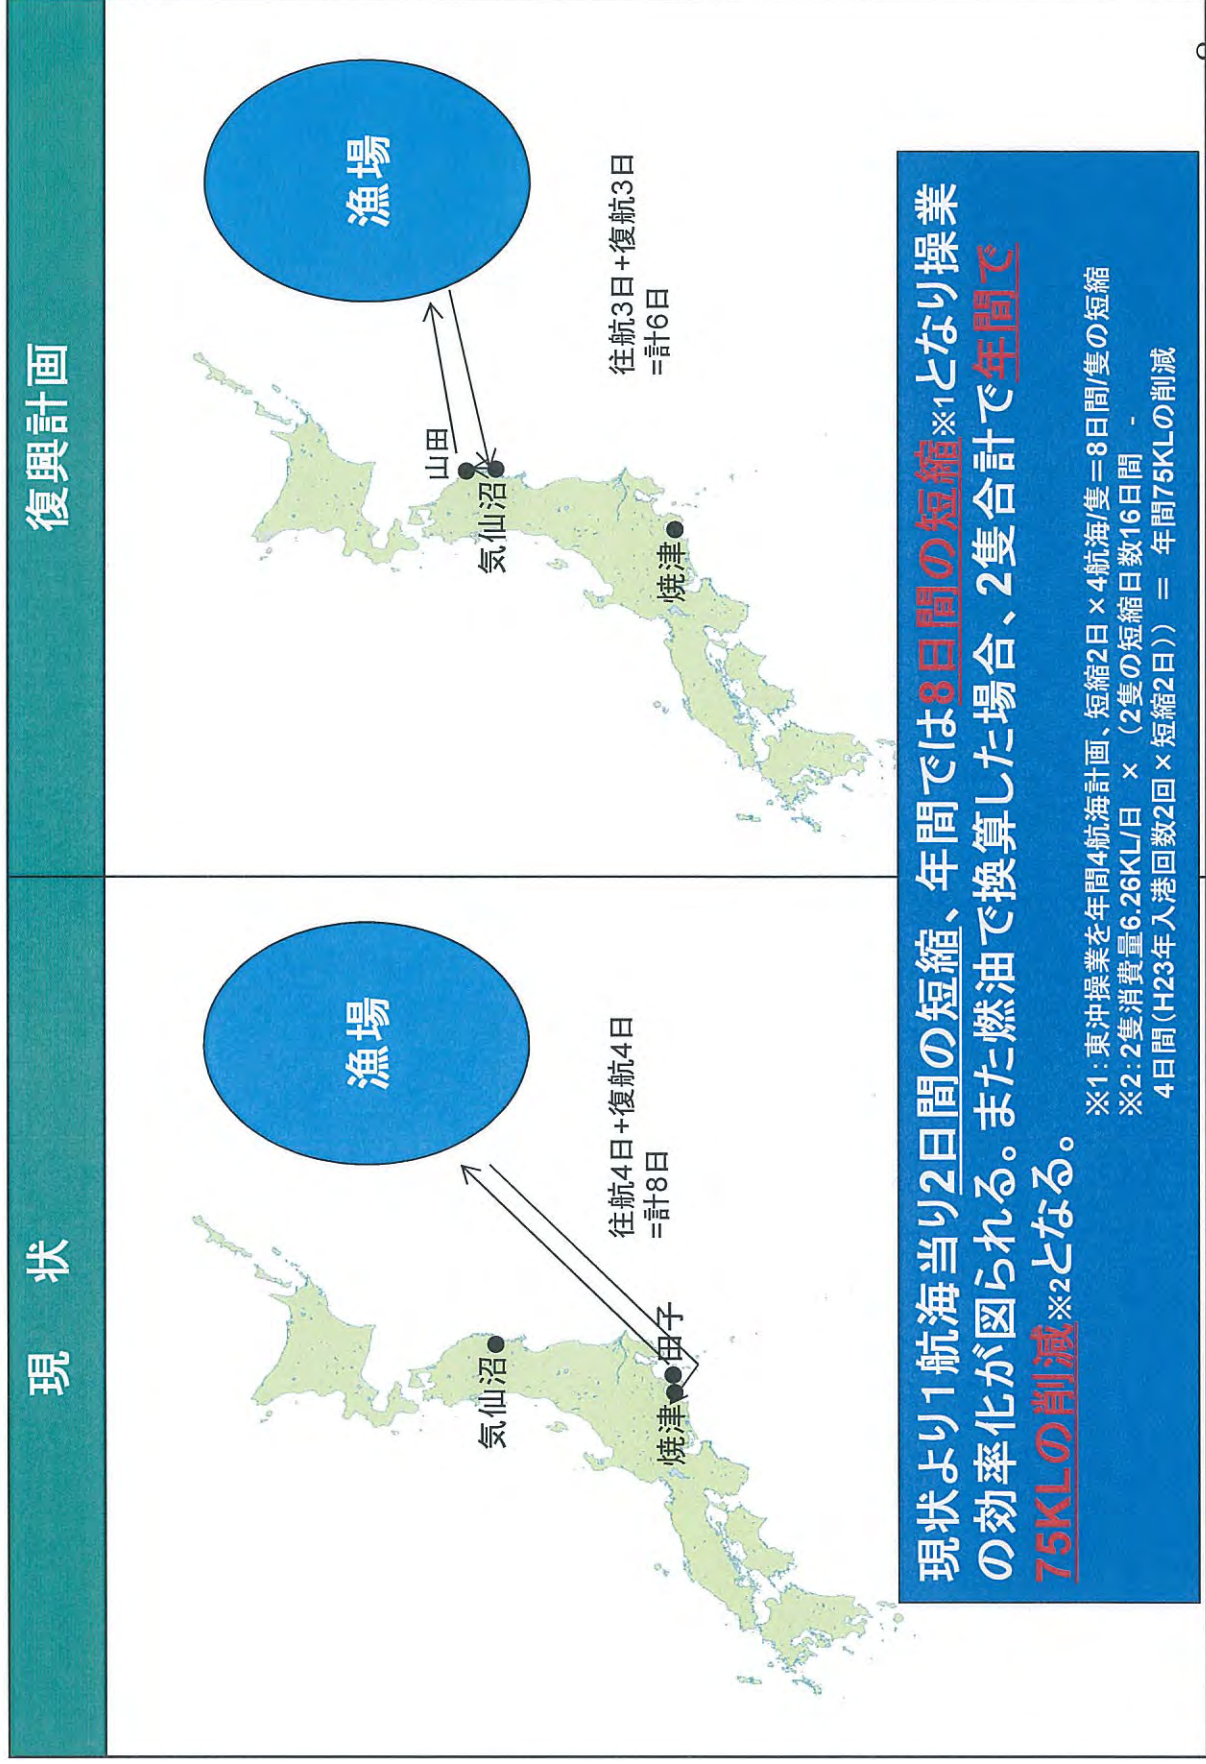 現　状
復興計画
気仙沼
焼津
田子
漁場
往航4日+復航4日
=計8日
山田
気仙沼
焼津
漁場
往航3日+復航3日
=計6日
現状より1航海当り2日間の短縮、年間では8日間の短縮※1となり操業
の効率化が図られる。また燃油で換算した場合、2隻合計で年間で
75KLの削減※2となる。
※1:東沖操業を年間4航海計画、短縮2日×4航海/隻=8日間/隻の短縮
※2:2隻消費量6.26KL/日　×　(2隻の短縮日数16日間　-
4日間(H23年入港回数2回×短縮2日))　=　年間75KLの削減